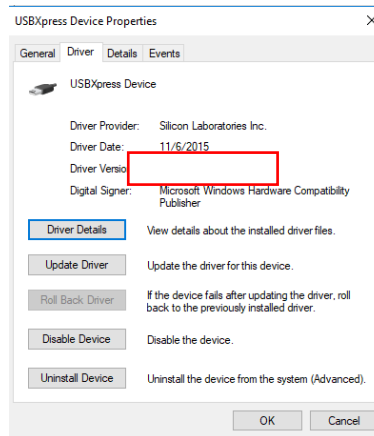 USBXpress Device Properties
General Driver Details Events
USBXpress Device
Driver Provider: Silicon Laboratories Inc.
Driver Date: 11/6/2015
Driver
Digital Signer: Microsoft Windows Hardware Compatibility
Publisher
Driver Details View details about the installed driver files.
Update Driver Update the driver for this device.
Roll Back Driver If the device fails after updating the driver, roll
back to the previously installed driver.
Disable Device Disable the device.
Uninstall Device Uninstall the device from the system (Advanced).
OK Cancel